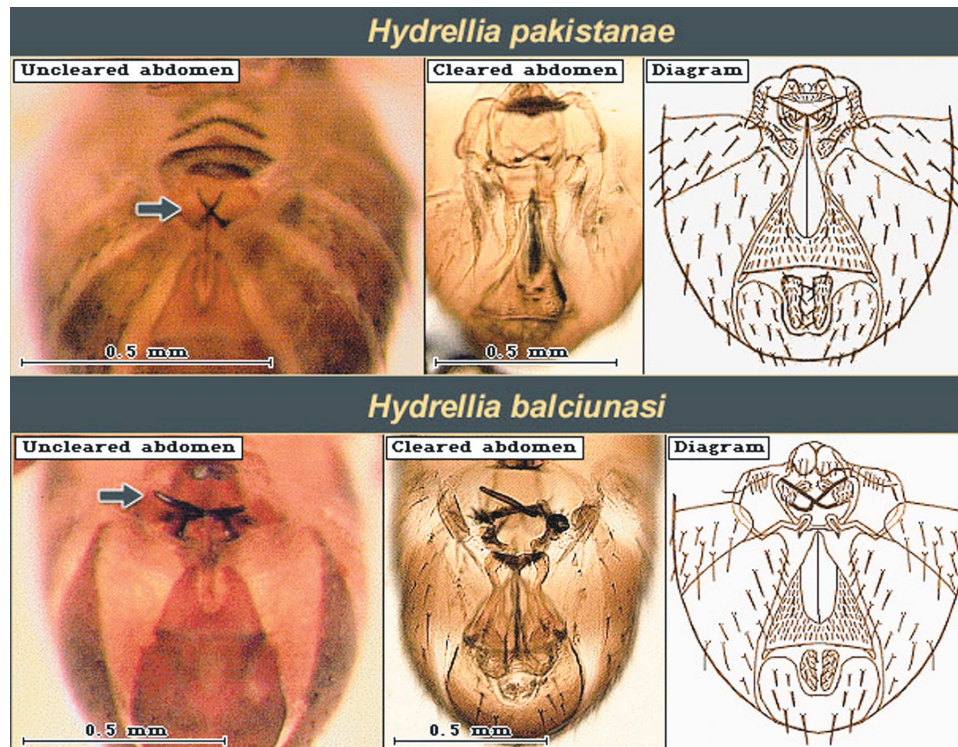 Hydrellia pakistanae
Uncleared abdomen
Cleared abdomen
Diagram
0.5 mm
0.5 mm
Hydrellia balciunasi
Uncleared abdomen
Cleared abdomen
Diagram
0.5 mm
0.5 mm